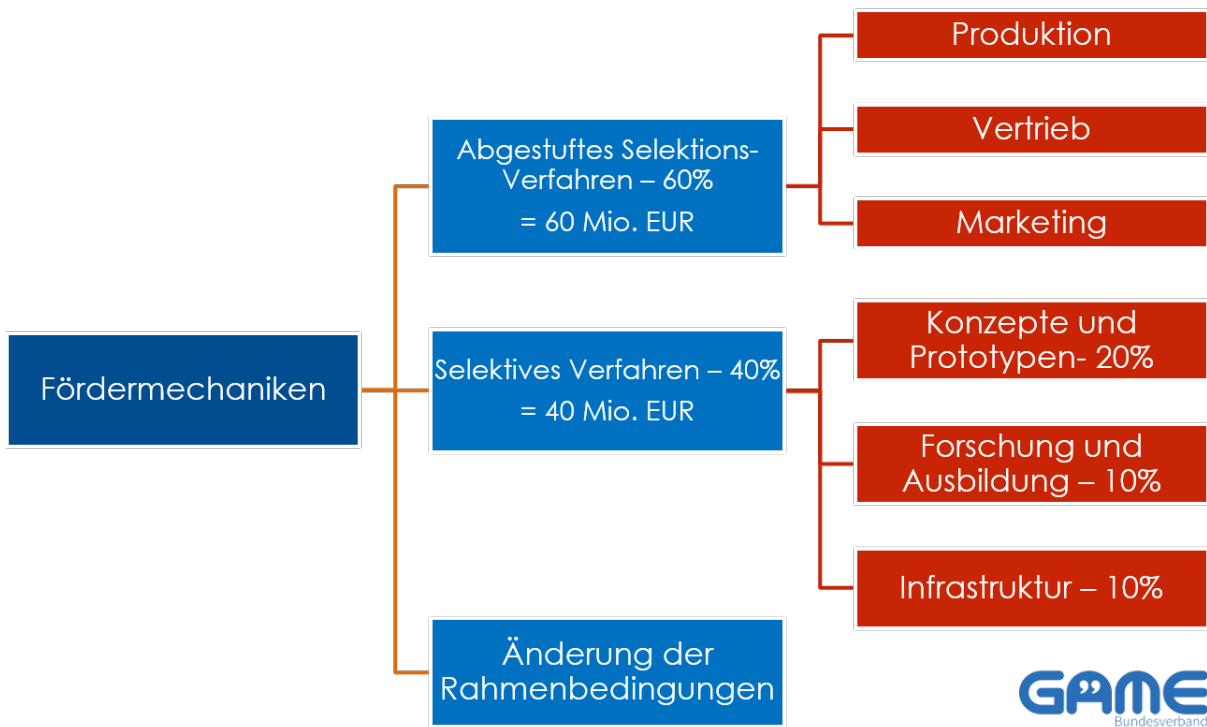 Fördermechaniken
Abgestuftes Selektions-
Verfahren – 60%
= 60 Mio. EUR
Produktion
Vertrieb
Marketing
Selektives Verfahren – 40%
= 40 Mio. EUR
Konzepte und
Prototypen- 20%
Forschung und
Ausbildung – 10%
Infrastruktur – 10%
Änderung der
Rahmenbedingungen
GAME
Bundesverband